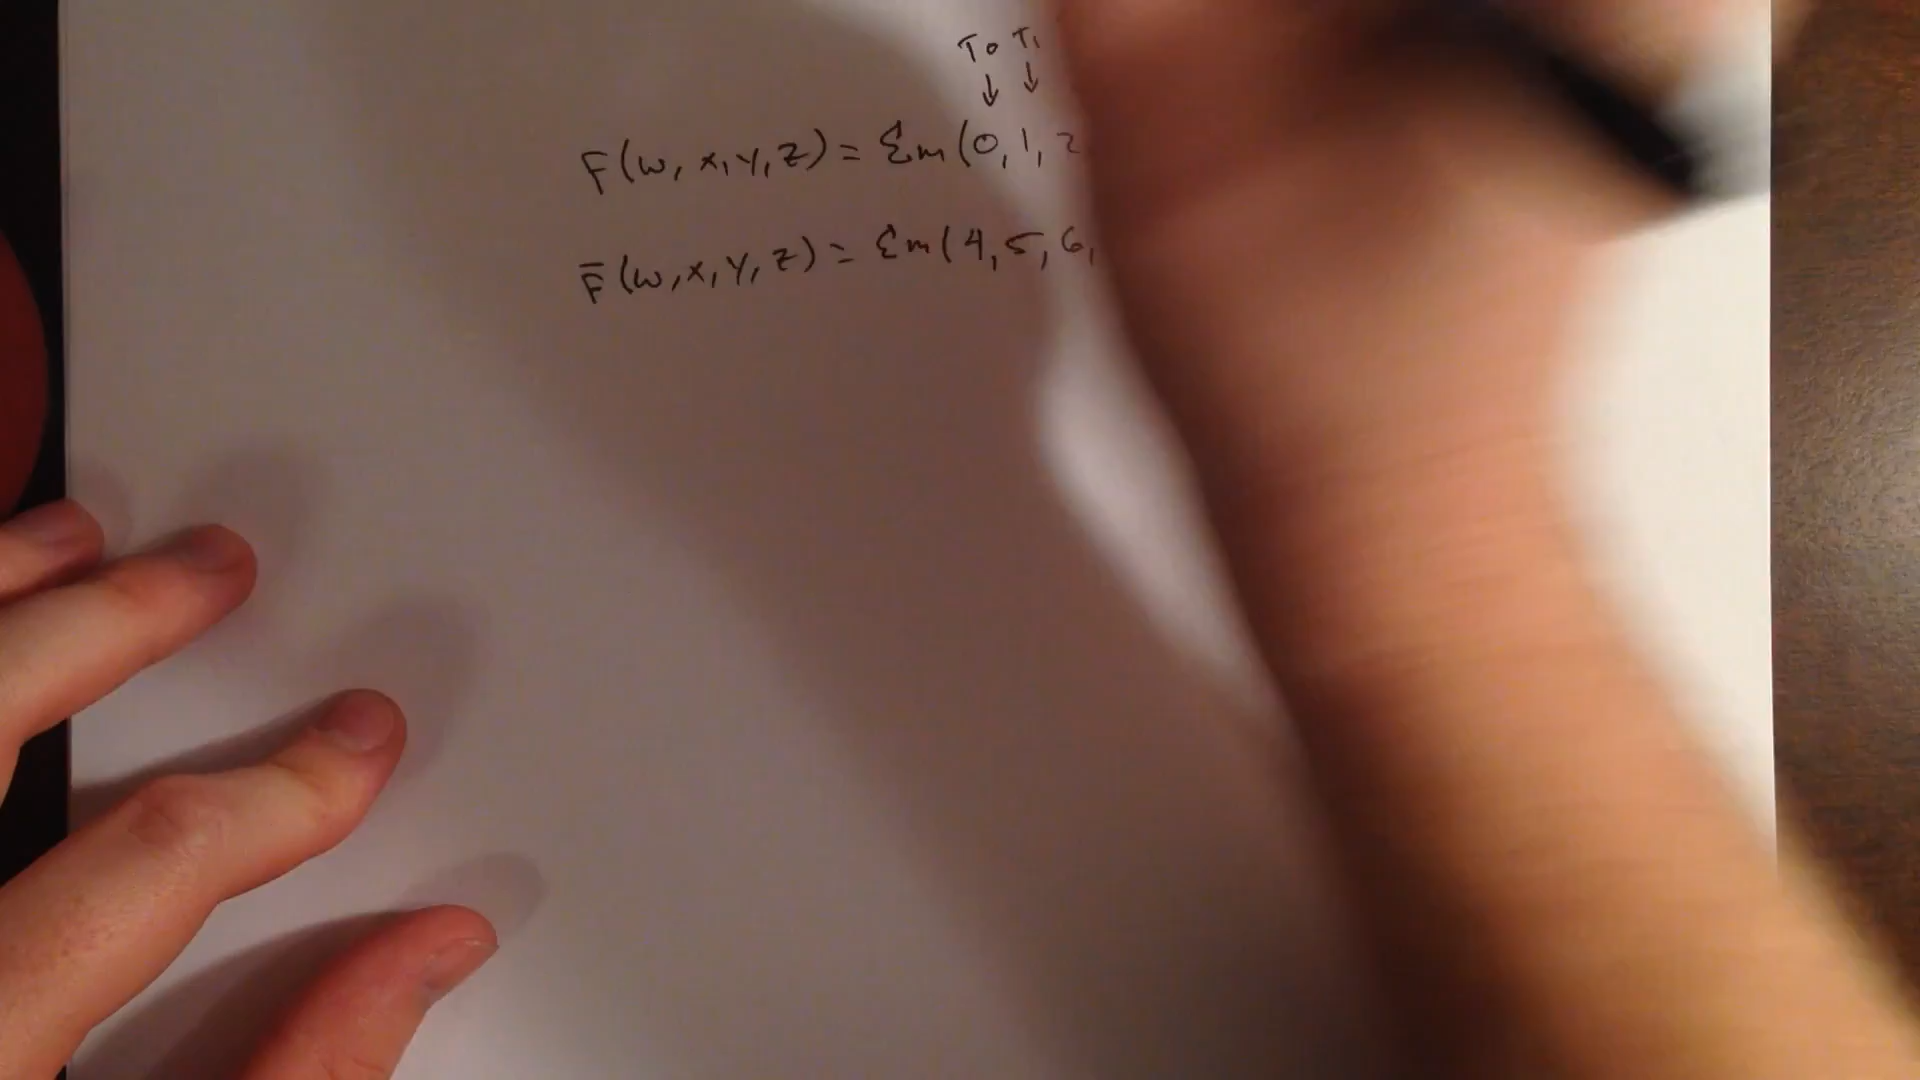 T0 T1
↓ ↓
F(w, x, y, z) = Σm(0, 1, 2
F̅(w, x, y, z) = Σm(4, 5, 6,